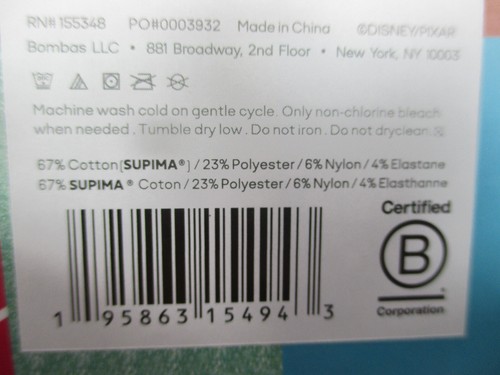 RN# 155348 PO#0003932 Made in China ©DISNEY/PIXAR
Bombas LLC • 881 Broadway, 2nd Floor • New York, NY 10003
Machine wash cold on gentle cycle. Only non-chlorine bleach
when needed. Tumble dry low. Do not iron. Do not dryclean.
67% Cotton[SUPIMA®] / 23% Polyester / 6% Nylon / 4% Elastane
67% SUPIMA® Coton / 23% Polyester / 6% Nylon / 4% Elasthanne
Certified
B
Corporation
1 95863 15494 3